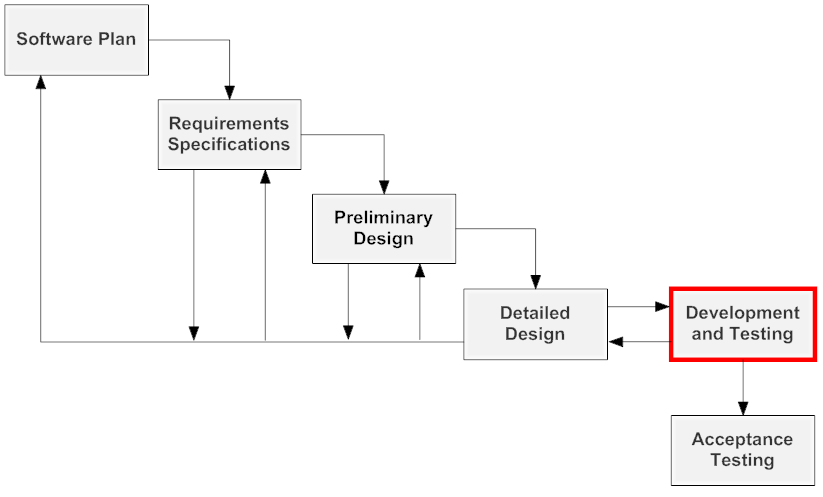 Software Plan
Requirements
Specifications
Preliminary
Design
Detailed
Design
Development
and Testing
Acceptance
Testing